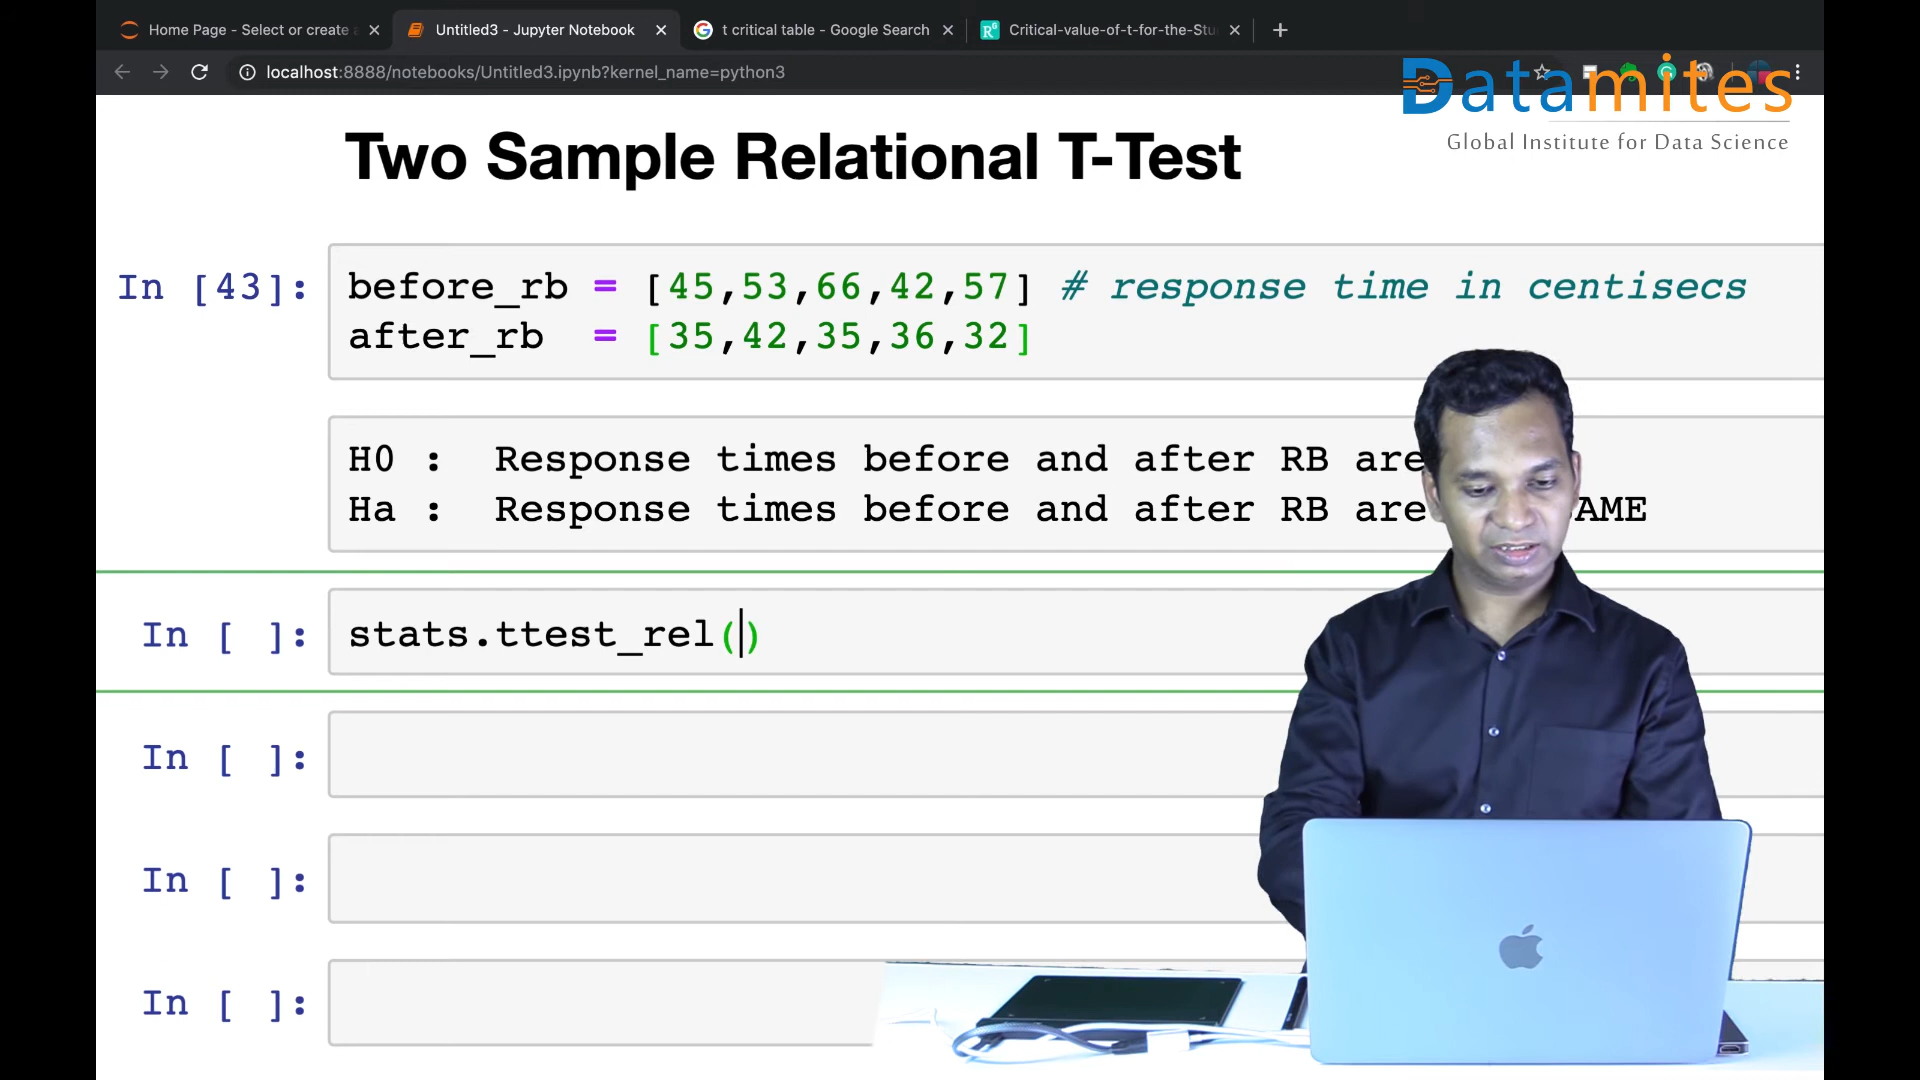 Home Page - Select or create a
Untitled3 - Jupyter Notebook
t critical table - Google Search
Critical-value-of-t-for-the-Stu
localhost:8888/notebooks/Untitled3.ipynb?kernel_name=python3
Datamites
Global Institute for Data Science
Two Sample Relational T-Test
In [43]:
before_rb = [45,53,66,42,57] # response time in centisecs
after_rb = [35,42,35,36,32]
H0 : Response times before and after RB are
Ha : Response times before and after RB are AME
In [ ]:
stats.ttest_rel()
In [ ]:
In [ ]:
In [ ]: